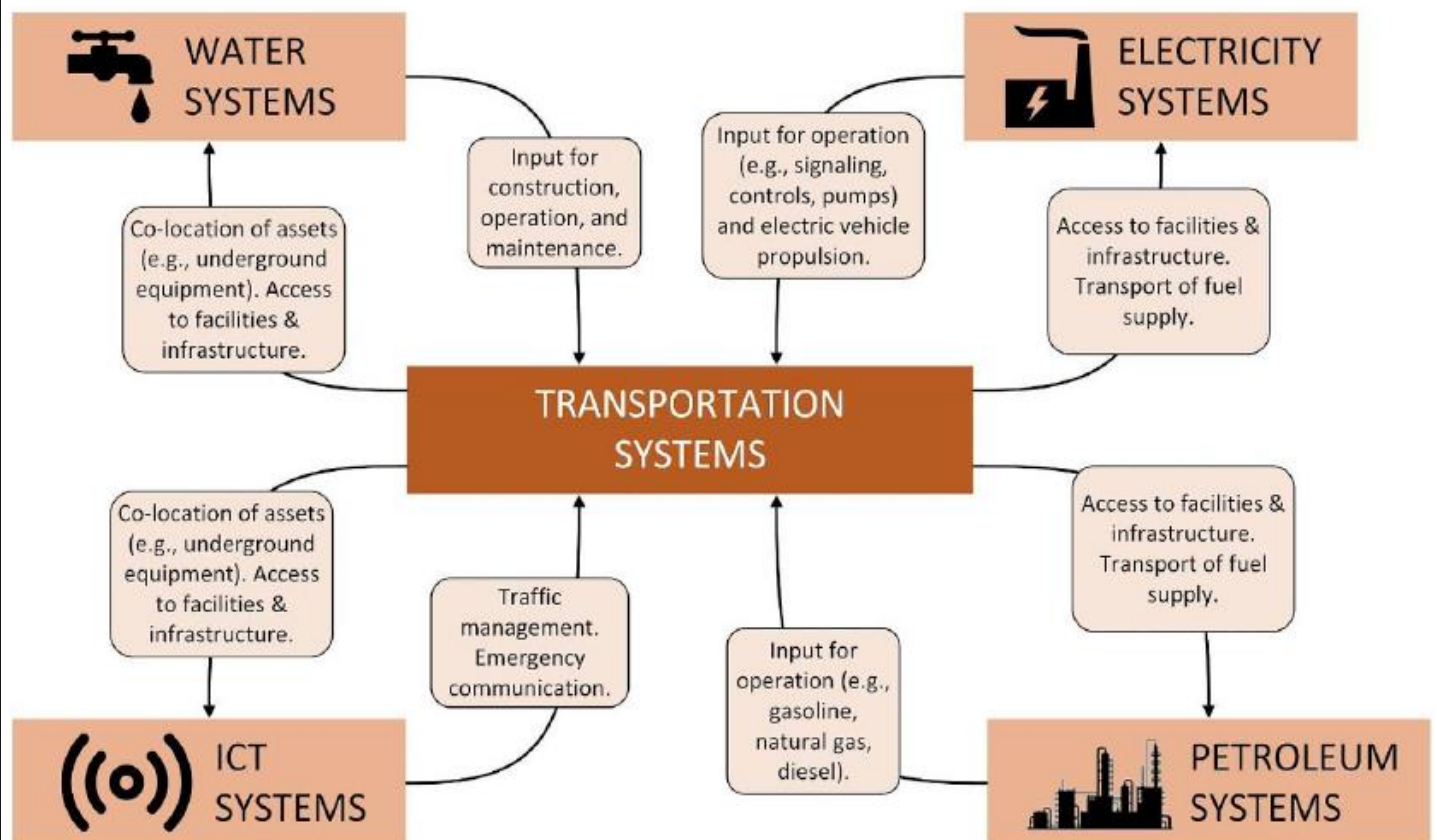 WATER
SYSTEMS
ELECTRICITY
SYSTEMS
Input for
construction,
operation, and
maintenance.
Input for operation
(e.g., signaling,
controls, pumps)
and electric vehicle
propulsion.
Co-location of assets
(e.g., underground
equipment). Access
to facilities &
infrastructure.
Access to facilities &
infrastructure.
Transport of fuel
supply.
TRANSPORTATION
SYSTEMS
Co-location of assets
(e.g., underground
equipment). Access
to facilities &
infrastructure.
Traffic
management.
Emergency
communication.
Input for
operation (e.g.,
gasoline,
natural gas,
diesel).
Access to facilities &
infrastructure.
Transport of fuel
supply.
ICT
SYSTEMS
PETROLEUM
SYSTEMS